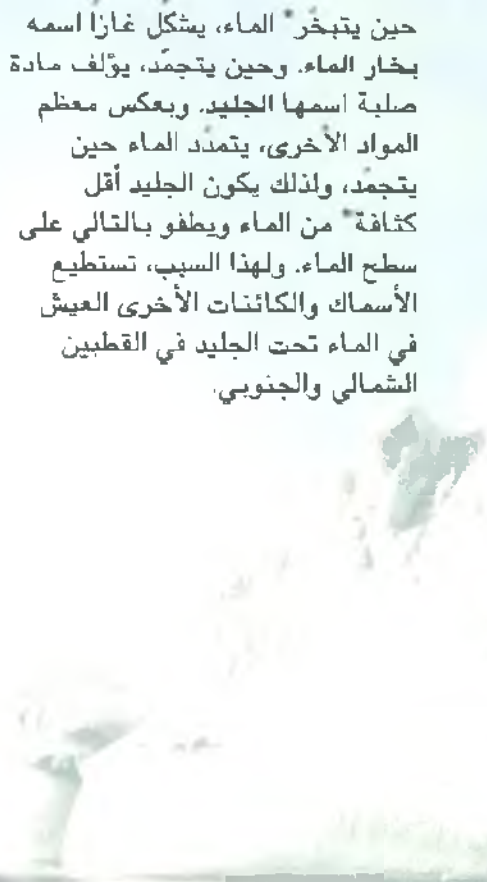 حين يتبخّر* الماء، يشكل غازا اسمه
بخار الماء. وحين يتجمّد، يؤلف مادة
صلبة اسمها الجليد. وبعكس معظم
المواد الأخرى، يتمدد الماء حين
يتجمد، ولذلك يكون الجليد أقل
كثافة* من الماء ويطفو بالتالي على
سطح الماء. ولهذا السبب، تستطيع
الأسماك والكائنات الأخرى العيش
في الماء تحت الجليد في القطبين
الشمالي والجنوبي.